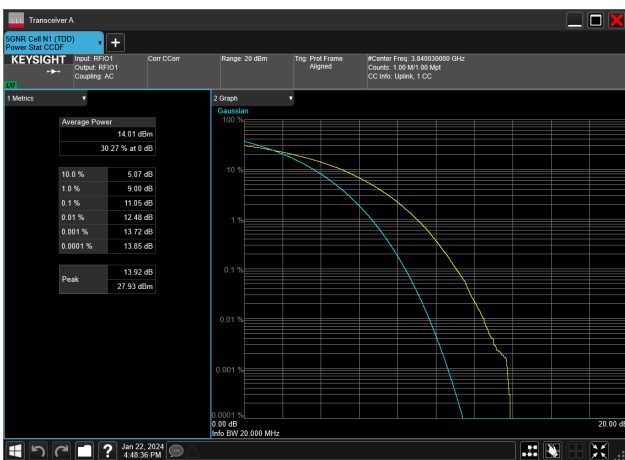 Transceiver A
5GNR Cell N1 (TDD)
Power Stat CCDF
KEYSIGHT
LXI
Input: RFIO1
Output: RFIO1
Coupling: AC
Corr CCorr
Range: 20 dBm
Trig: Prot Frame
Aligned
#Center Freq: 3.840030000 GHz
Counts: 1.00 M/1.00 Mpt
CC Info: Uplink, 1 CC
1 Metrics
Average Power
14.01 dBm
30.27 % at 0 dB
10.0 % 5.07 dB
1.0 % 9.00 dB
0.1 % 11.05 dB
0.01 % 12.48 dB
0.001 % 13.72 dB
0.0001 % 13.85 dB
Peak
13.92 dB
27.93 dBm
2 Graph
Gaussian
100 %
10 %
1 %
0.1 %
0.01 %
0.001 %
0.0001 %
0.00 dB
20.00 dB
Info BW 20.000 MHz
Jan 22, 2024
4:48:36 PM